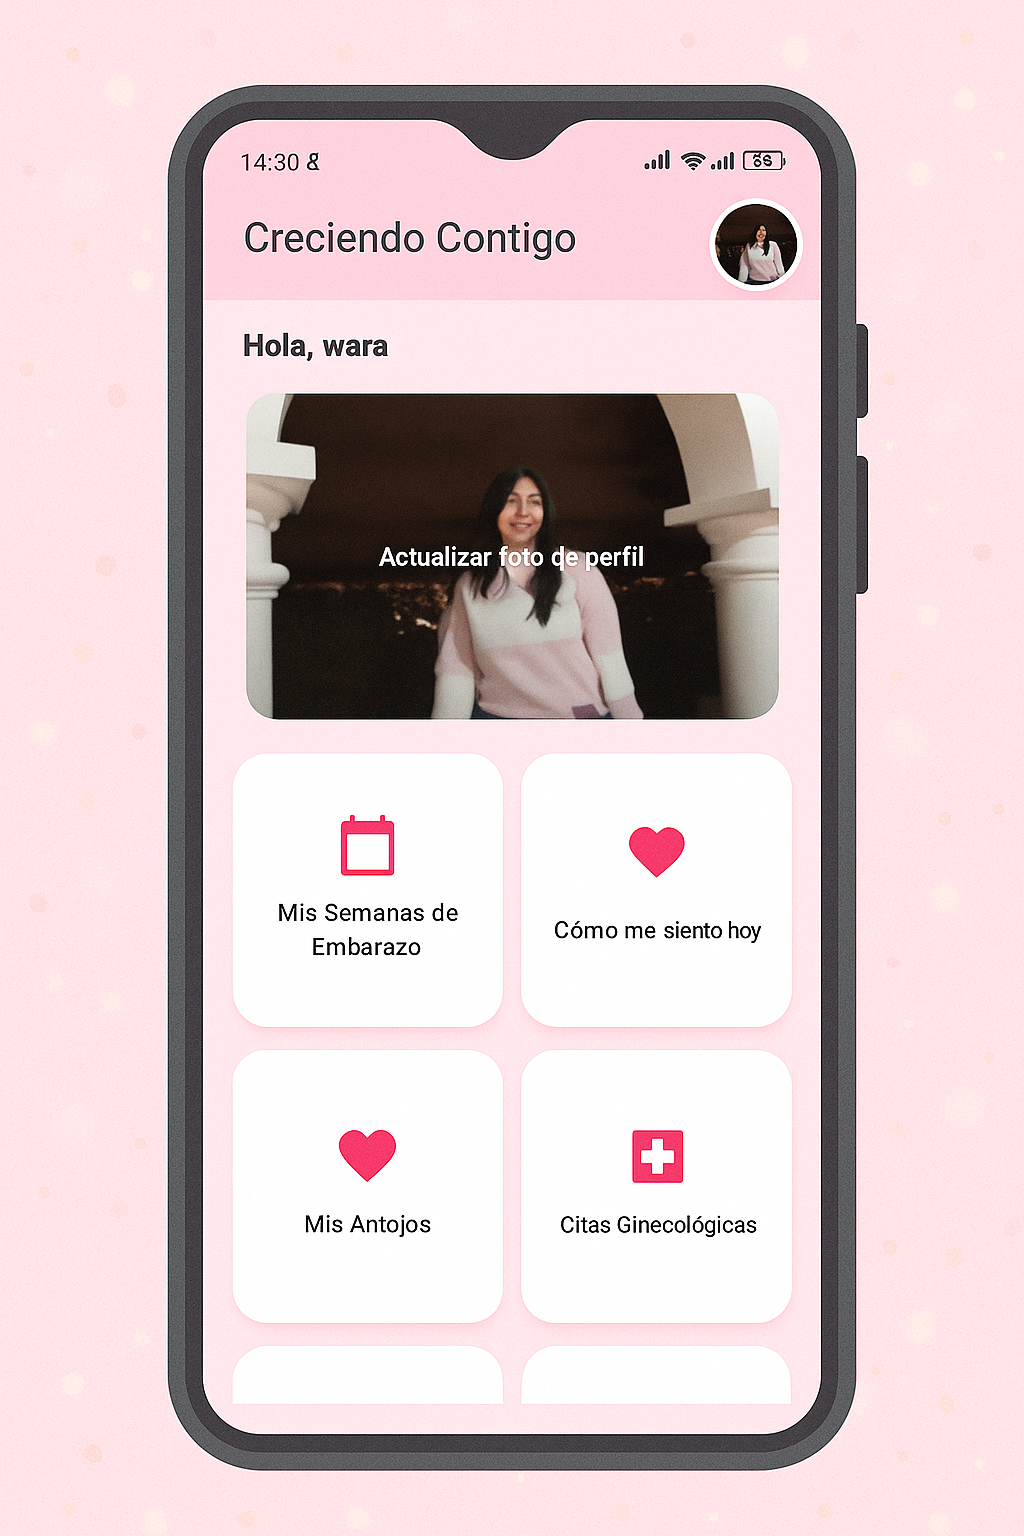 14:30
Creciendo Contigo
Hola, wara
Actualizar foto de perfil
Mis Semanas de
Embarazo
Cómo me siento hoy
Mis Antojos
Citas Ginecológicas